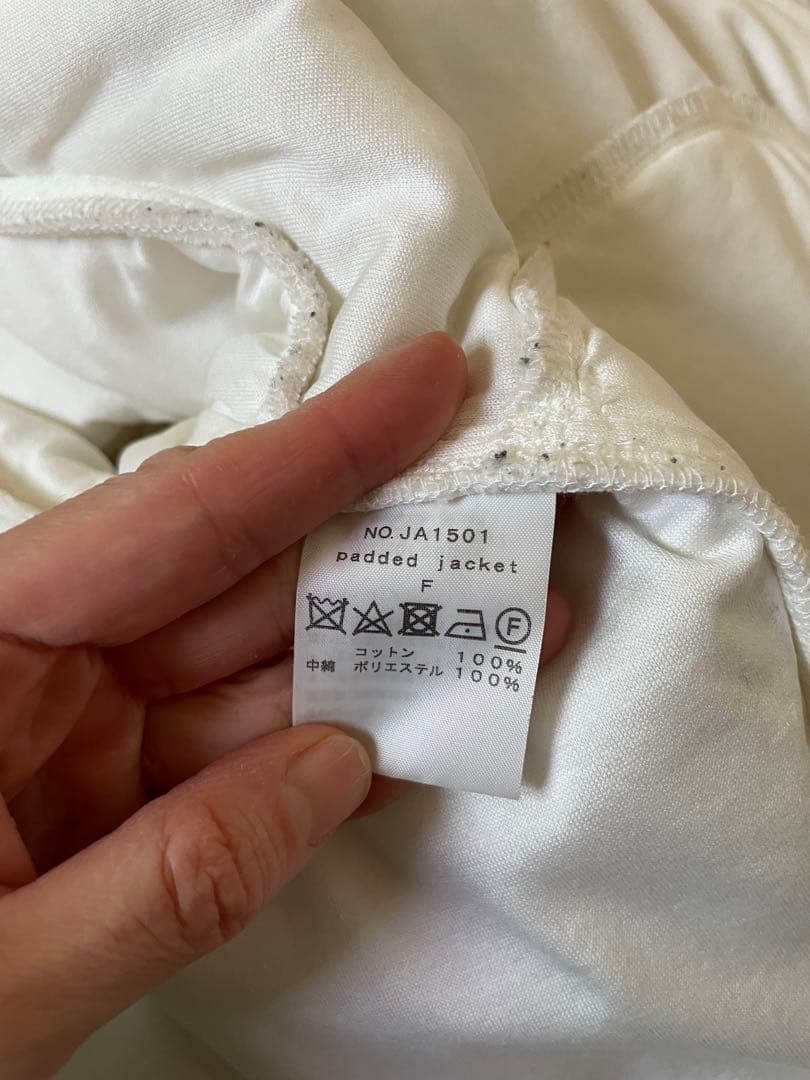 NO. JA1501
padded jacket
F
F
コットン 100%
中綿 ポリエステル 100%